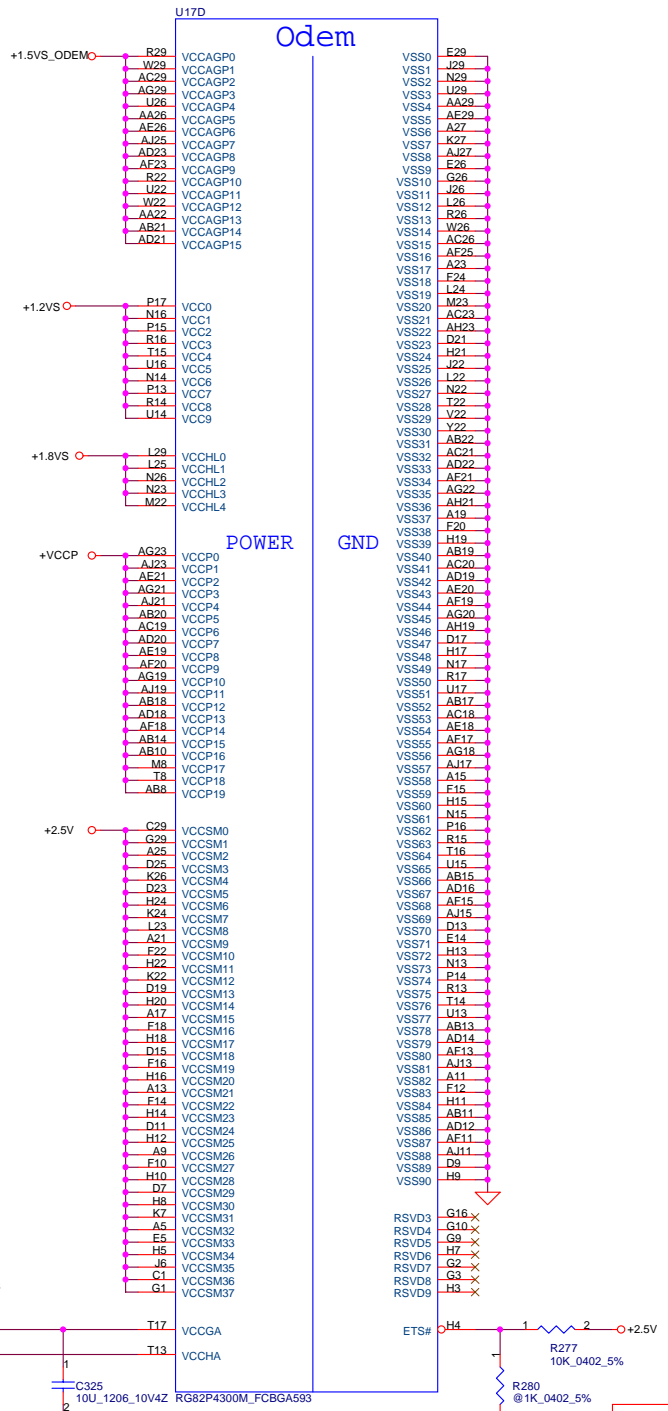 U17D
Odem
+1.5VS_ODEM
R29 VCCAGP0
W29 VCCAGP1
AC29 VCCAGP2
AG29 VCCAGP3
U26 VCCAGP4
AA26 VCCAGP5
AE26 VCCAGP6
AJ25 VCCAGP7
AD23 VCCAGP8
AF23 VCCAGP9
R22 VCCAGP10
U22 VCCAGP11
W22 VCCAGP12
AA22 VCCAGP13
AB21 VCCAGP14
AD21 VCCAGP15
+1.2VS
P17 VCC0
N16 VCC1
P15 VCC2
R16 VCC3
T15 VCC4
U16 VCC5
N14 VCC6
P13 VCC7
R14 VCC8
U14 VCC9
+1.8VS
L29 VCCHL0
L25 VCCHL1
N26 VCCHL2
N23 VCCHL3
M22 VCCHL4
POWER
GND
+VCCP
AG23 VCCP0
AJ23 VCCP1
AE21 VCCP2
AG21 VCCP3
AJ21 VCCP4
AB20 VCCP5
AC19 VCCP6
AD20 VCCP7
AE19 VCCP8
AF20 VCCP9
AG19 VCCP10
AJ19 VCCP11
AB18 VCCP12
AD18 VCCP13
AF18 VCCP14
AB14 VCCP15
AB10 VCCP16
M8 VCCP17
T8 VCCP18
AB8 VCCP19
+2.5V
C29 VCCSM0
G29 VCCSM1
A25 VCCSM2
D25 VCCSM3
K26 VCCSM4
D23 VCCSM5
H24 VCCSM6
K24 VCCSM7
L23 VCCSM8
A21 VCCSM9
F22 VCCSM10
H22 VCCSM11
K22 VCCSM12
D19 VCCSM13
H20 VCCSM14
A17 VCCSM15
F18 VCCSM16
H18 VCCSM17
D15 VCCSM18
F16 VCCSM19
H16 VCCSM20
A13 VCCSM21
F14 VCCSM22
H14 VCCSM23
D11 VCCSM24
H12 VCCSM25
A9 VCCSM26
F10 VCCSM27
H10 VCCSM28
D7 VCCSM29
H8 VCCSM30
K7 VCCSM31
A5 VCCSM32
E5 VCCSM33
H5 VCCSM34
J6 VCCSM35
C1 VCCSM36
G1 VCCSM37
T17 VCCGA
T13 VCCHA
1
C325
10U_1206_10V4Z
2
RG82P4300M_FCBGA593
VSS0 E29
VSS1 J29
VSS2 N29
VSS3 U29
VSS4 AA29
VSS5 AE29
VSS6 A27
VSS7 K27
VSS8 AJ27
VSS9 E26
VSS10 G26
VSS11 J26
VSS12 L26
VSS13 R26
VSS14 W26
VSS15 AC26
VSS16 AF25
VSS17 A23
VSS18 F24
VSS19 L24
VSS20 M23
VSS21 AC23
VSS22 AH23
VSS23 D21
VSS24 H21
VSS25 J22
VSS26 L22
VSS27 N22
VSS28 T22
VSS29 V22
VSS30 Y22
VSS31 AB22
VSS32 AC21
VSS33 AD22
VSS34 AF21
VSS35 AG22
VSS36 AH21
VSS37 A19
VSS38 F20
VSS39 H19
VSS40 AB19
VSS41 AC20
VSS42 AD19
VSS43 AE20
VSS44 AF19
VSS45 AG20
VSS46 AH19
VSS47 D17
VSS48 H17
VSS49 N17
VSS50 R17
VSS51 U17
VSS52 AB17
VSS53 AC18
VSS54 AE18
VSS55 AF17
VSS56 AG18
VSS57 AJ17
VSS58 A15
VSS59 F15
VSS60 H15
VSS61 N15
VSS62 P16
VSS63 R15
VSS64 T16
VSS65 U15
VSS66 AB15
VSS67 AD16
VSS68 AF15
VSS69 AJ15
VSS70 D13
VSS71 E14
VSS72 H13
VSS73 N13
VSS74 P14
VSS75 R13
VSS76 T14
VSS77 U13
VSS78 AB13
VSS79 AD14
VSS80 AF13
VSS81 AJ13
VSS82 A11
VSS83 F12
VSS84 H11
VSS85 AB11
VSS86 AD12
VSS87 AF11
VSS88 AJ11
VSS89 D9
VSS90 H9
RSVD3 G16
RSVD4 G10
RSVD5 G9
RSVD6 H7
RSVD7 G2
RSVD8 G3
RSVD9 H3
ETS# H4
1 2 +2.5V
R277
10K_0402_5%
1
R280
@1K_0402_5%